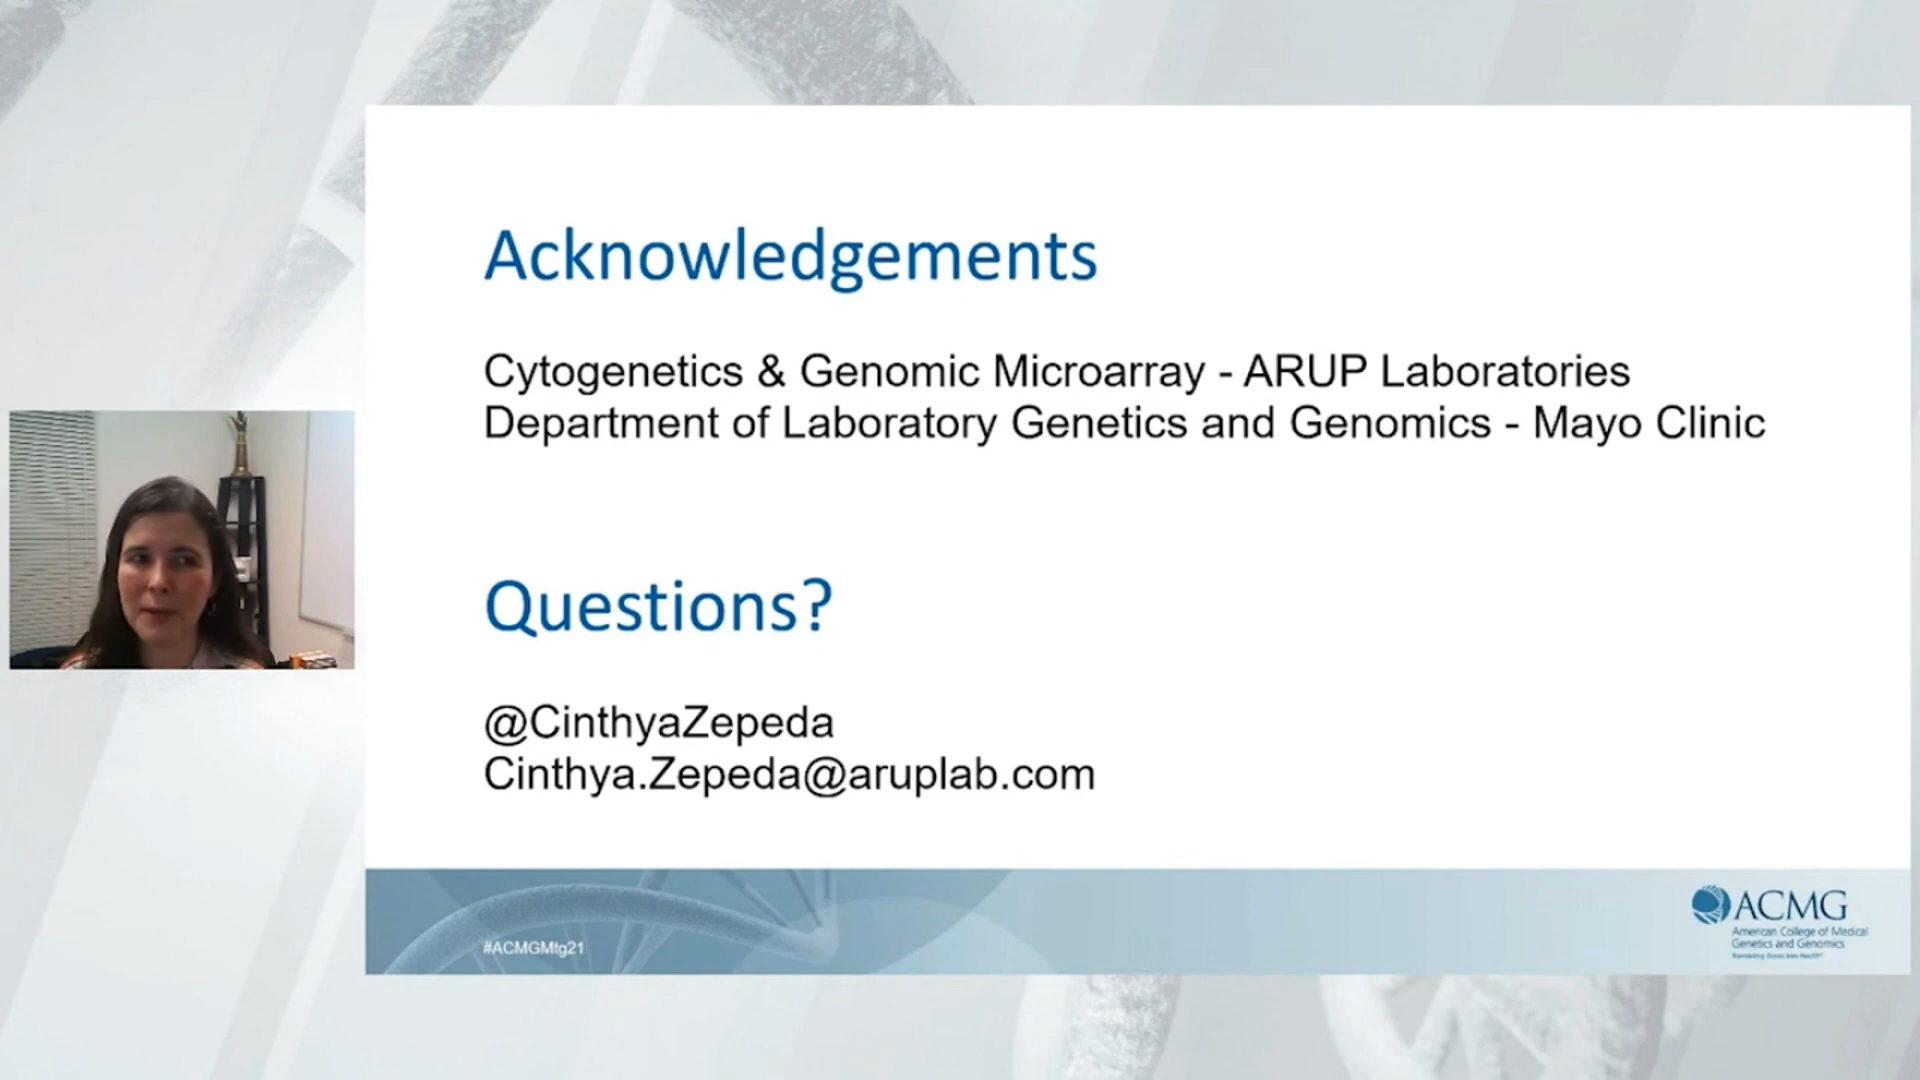 Acknowledgements
Cytogenetics & Genomic Microarray - ARUP Laboratories
Department of Laboratory Genetics and Genomics - Mayo Clinic
Questions?
@CinthyaZepeda
Cinthya.Zepeda@aruplab.com
#ACMGMtg21
ACMG
American College of Medical
Genetics and Genomics